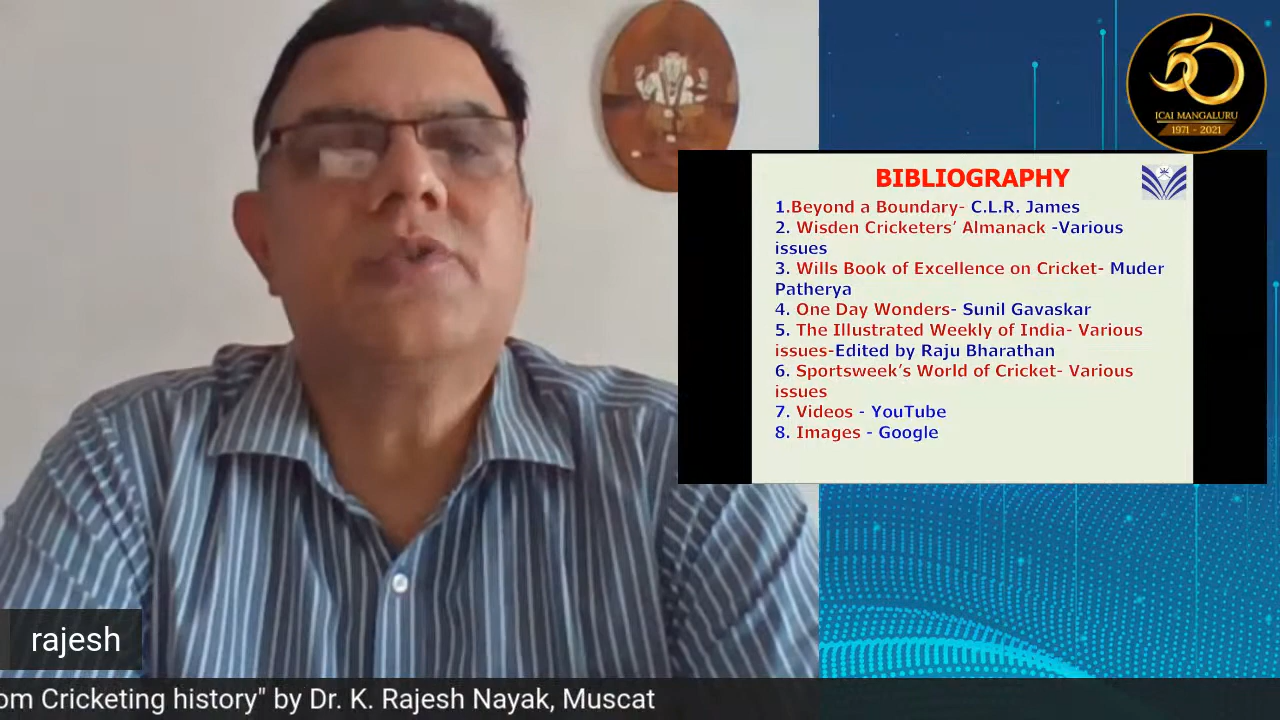 50
ICAI MANGALURU
1971 - 2021
BIBLIOGRAPHY
1.Beyond a Boundary- C.L.R. James
2. Wisden Cricketers’ Almanack -Various
issues
3. Wills Book of Excellence on Cricket- Muder
Patherya
4. One Day Wonders- Sunil Gavaskar
5. The Illustrated Weekly of India- Various
issues-Edited by Raju Bharathan
6. Sportsweek’s World of Cricket- Various
issues
7. Videos - YouTube
8. Images - Google
rajesh
om Cricketing history" by Dr. K. Rajesh Nayak, Muscat